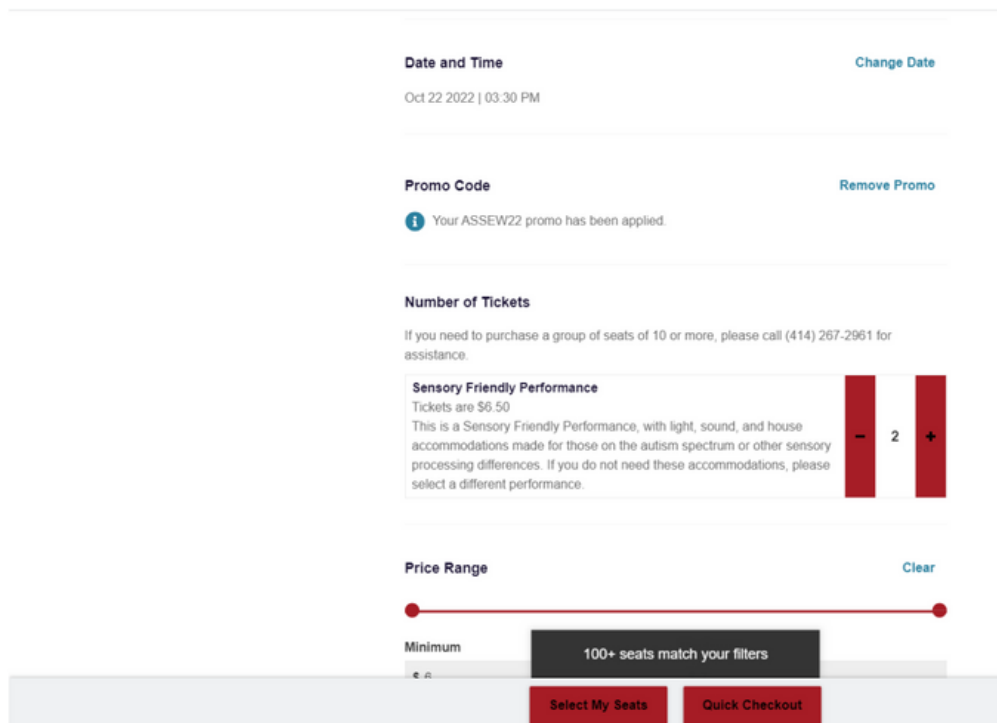 Date and Time
Change Date
Oct 22 2022 | 03:30 PM
Promo Code
Remove Promo
Your ASSEW22 promo has been applied.
Number of Tickets
If you need to purchase a group of seats of 10 or more, please call (414) 267-2961 for
assistance.
Sensory Friendly Performance
Tickets are $6.50
This is a Sensory Friendly Performance, with light, sound, and house
accommodations made for those on the autism spectrum or other sensory
processing differences. If you do not need these accommodations, please
select a different performance.
− 2 +
Price Range
Clear
Minimum
100+ seats match your filters
$ 6
Select My Seats
Quick Checkout